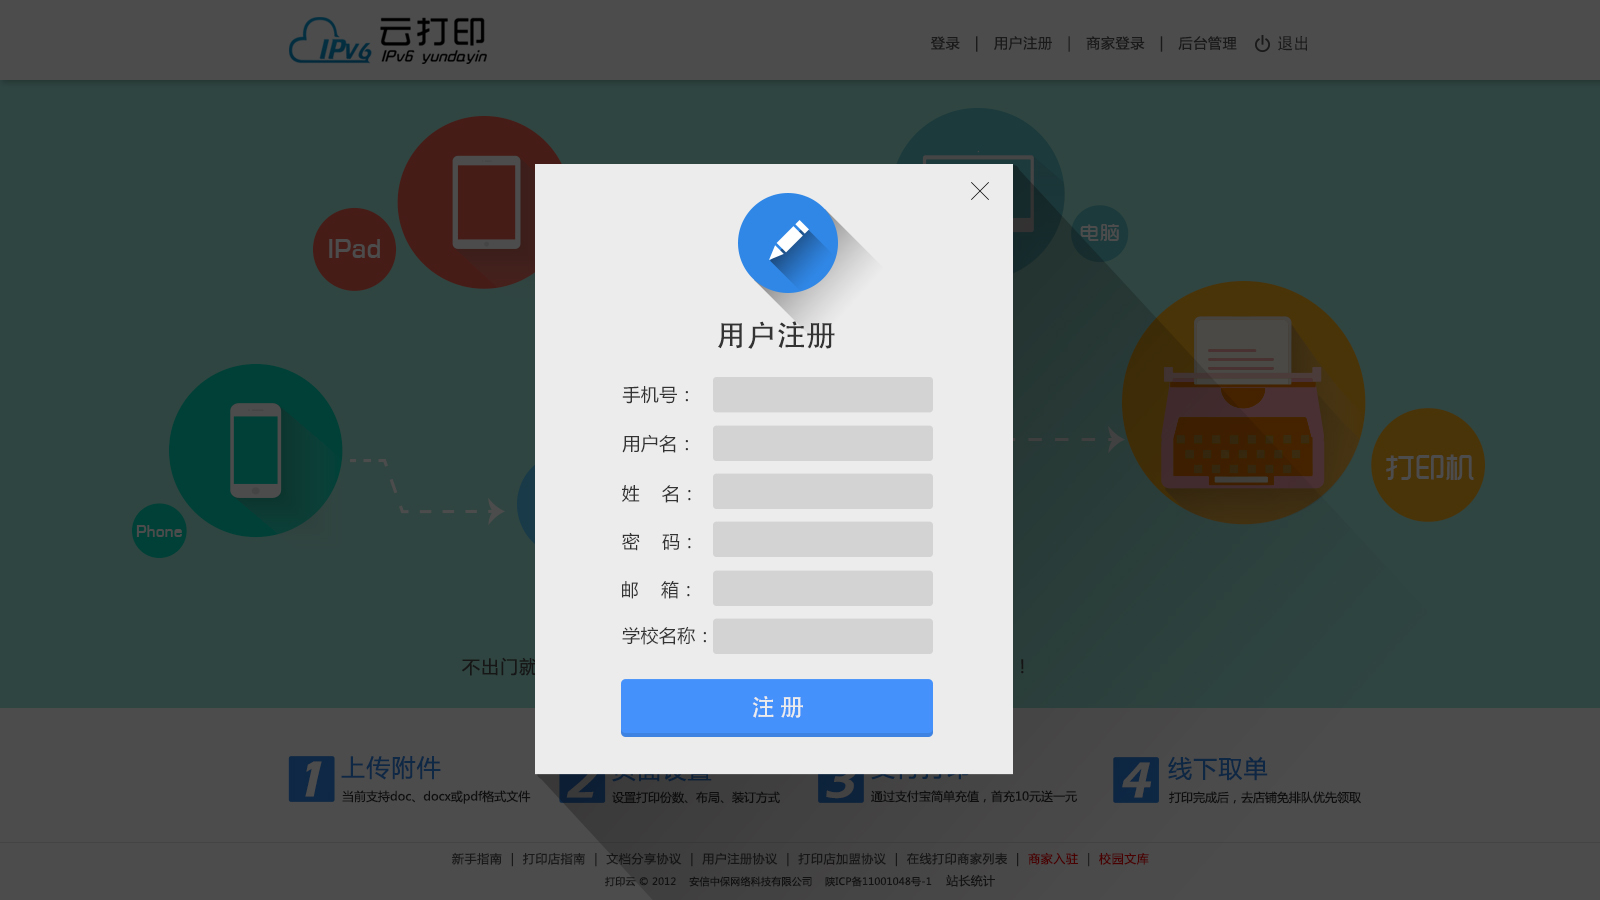 IPv6
云打印
IPv6 yundayin
登录 | 用户注册 | 商家登录 | 后台管理 退出
IPad
电脑
Phone
打印机
用户注册
手机号：
用户名：
姓 名：
密 码：
邮 箱：
学校名称：
注 册
不出门就
！
1 上传附件
当前支持doc、docx或pdf格式文件
2 页面设置
设置打印份数、布局、装订方式
3 支付打印
通过支付宝简单充值，首充10元送一元
4 线下取单
打印完成后，去店铺免排队优先领取
新手指南 | 打印店指南 | 文档分享协议 | 用户注册协议 | 打印店加盟协议 | 在线打印商家列表 | 商家入驻 | 校园文库
打印云 © 2012 安信中保网络科技有限公司 陕ICP备11001048号-1 站长统计